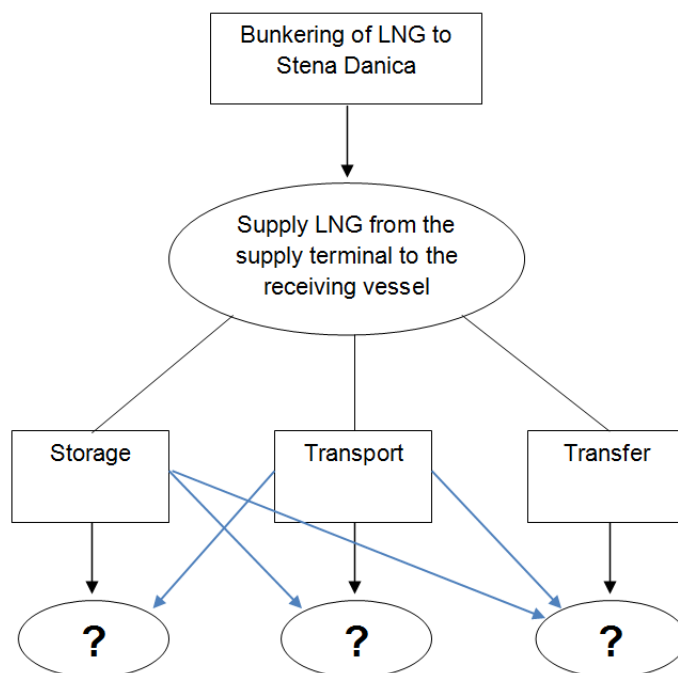 Bunkering of LNG to
Stena Danica
Supply LNG from the
supply terminal to the
receiving vessel
Storage
Transport
Transfer
?
?
?